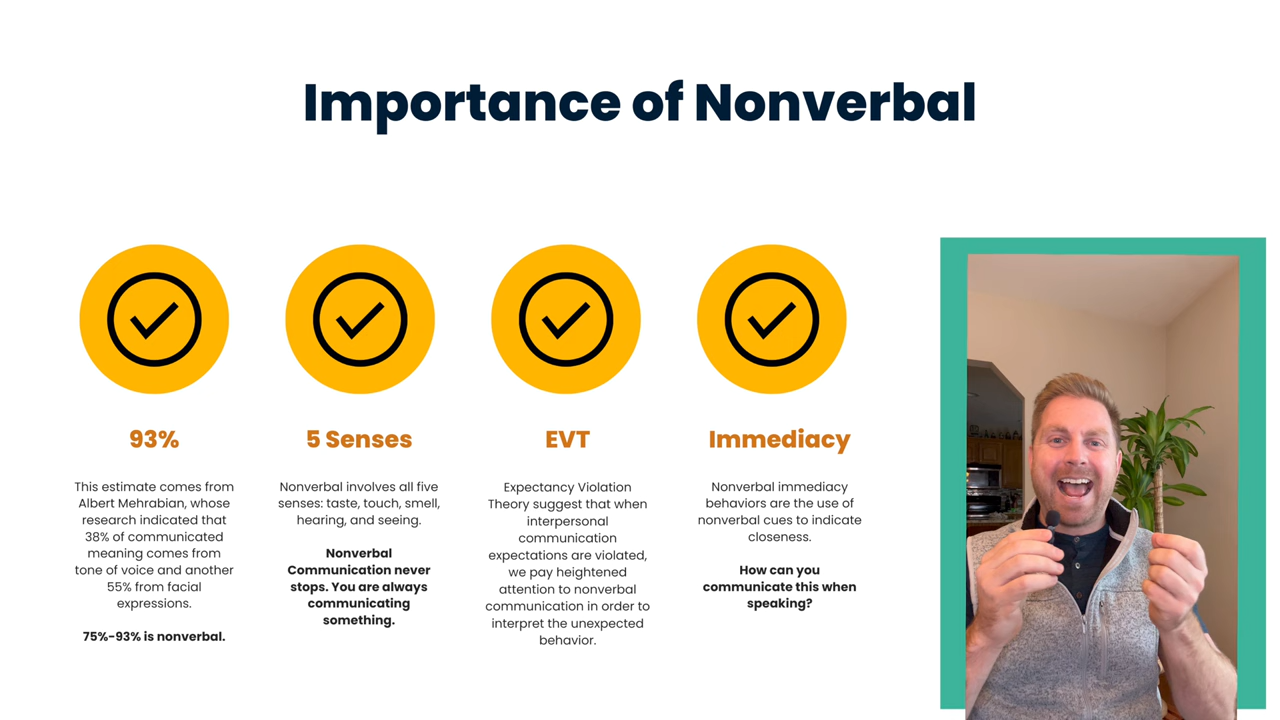 Importance of Nonverbal
93%
This estimate comes from
Albert Mehrabian, whose
research indicated that
38% of communicated
meaning comes from
tone of voice and another
55% from facial
expressions.
75%-93% is nonverbal.
5 Senses
Nonverbal involves all five
senses: taste, touch, smell,
hearing, and seeing.
Nonverbal
Communication never
stops. You are always
communicating
something.
EVT
Expectancy Violation
Theory suggest that when
interpersonal
communication
expectations are violated,
we pay heightened
attention to nonverbal
communication in order to
interpret the unexpected
behavior.
Immediacy
Nonverbal immediacy
behaviors are the use of
nonverbal cues to indicate
closeness.
How can you
communicate this when
speaking?